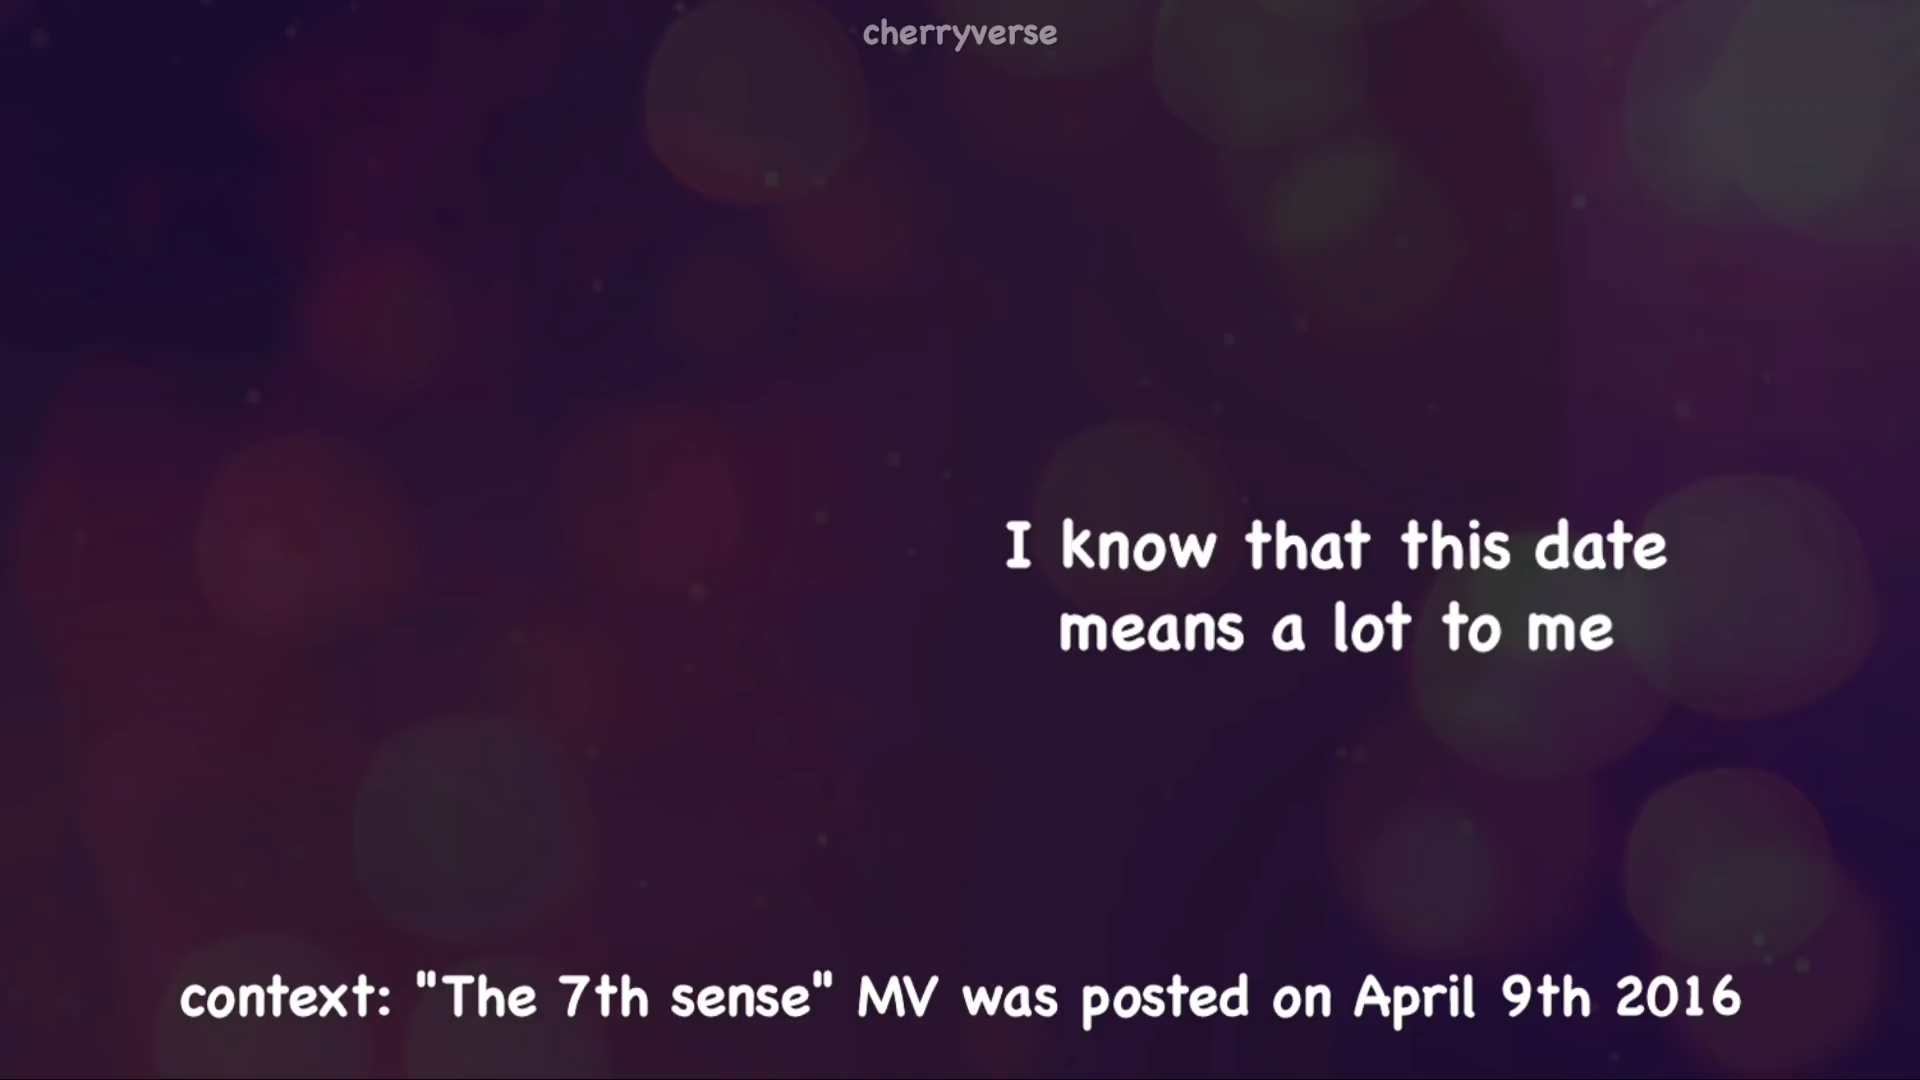 cherryverse
I know that this date
means a lot to me
context: "The 7th sense" MV was posted on April 9th 2016